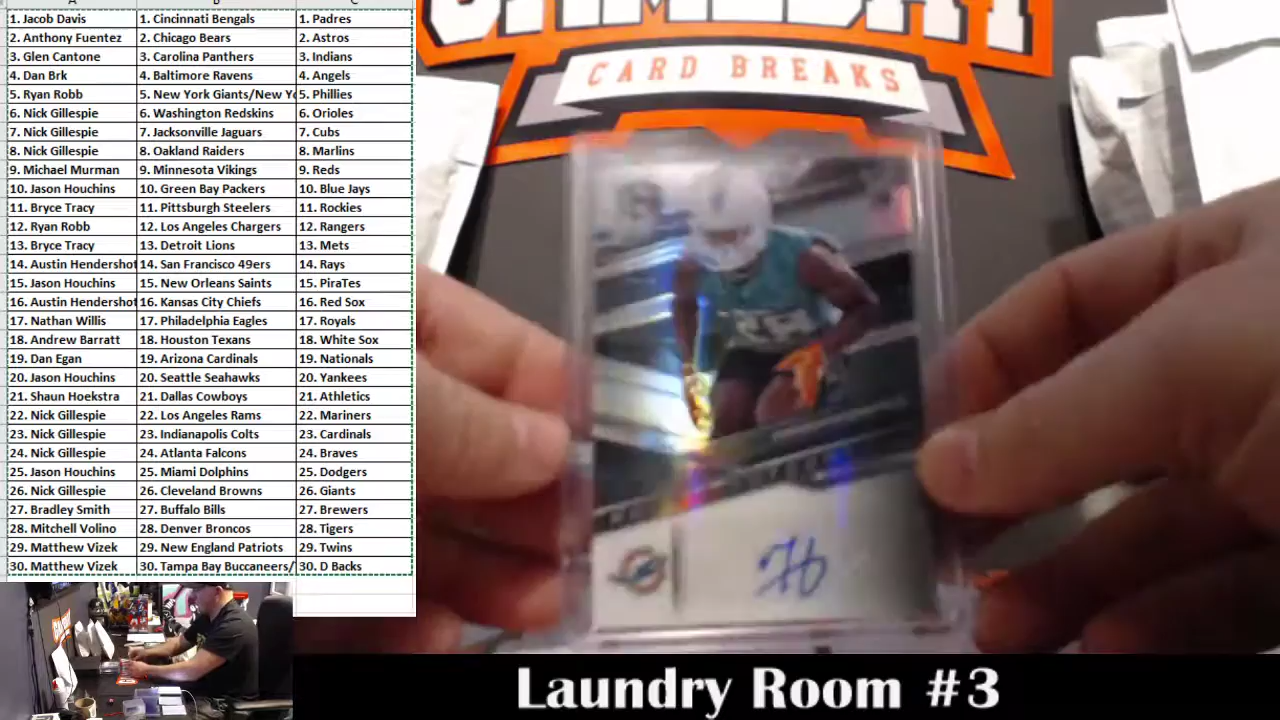 1. Jacob Davis 1. Cincinnati Bengals 1. Padres
2. Anthony Fuentez 2. Chicago Bears 2. Astros
3. Glen Cantone 3. Carolina Panthers 3. Indians
4. Dan Brk 4. Baltimore Ravens 4. Angels
5. Ryan Robb 5. New York Giants/New Yo 5. Phillies
6. Nick Gillespie 6. Washington Redskins 6. Orioles
7. Nick Gillespie 7. Jacksonville Jaguars 7. Cubs
8. Nick Gillespie 8. Oakland Raiders 8. Marlins
9. Michael Murman 9. Minnesota Vikings 9. Reds
10. Jason Houchins 10. Green Bay Packers 10. Blue Jays
11. Bryce Tracy 11. Pittsburgh Steelers 11. Rockies
12. Ryan Robb 12. Los Angeles Chargers 12. Rangers
13. Bryce Tracy 13. Detroit Lions 13. Mets
14. Austin Hendershot 14. San Francisco 49ers 14. Rays
15. Jason Houchins 15. New Orleans Saints 15. PiraTes
16. Austin Hendershot 16. Kansas City Chiefs 16. Red Sox
17. Nathan Willis 17. Philadelphia Eagles 17. Royals
18. Andrew Barratt 18. Houston Texans 18. White Sox
19. Dan Egan 19. Arizona Cardinals 19. Nationals
20. Jason Houchins 20. Seattle Seahawks 20. Yankees
21. Shaun Hoekstra 21. Dallas Cowboys 21. Athletics
22. Nick Gillespie 22. Los Angeles Rams 22. Mariners
23. Nick Gillespie 23. Indianapolis Colts 23. Cardinals
24. Nick Gillespie 24. Atlanta Falcons 24. Braves
25. Jason Houchins 25. Miami Dolphins 25. Dodgers
26. Nick Gillespie 26. Cleveland Browns 26. Giants
27. Bradley Smith 27. Buffalo Bills 27. Brewers
28. Mitchell Volino 28. Denver Broncos 28. Tigers
29. Matthew Vizek 29. New England Patriots 29. Twins
30. Matthew Vizek 30. Tampa Bay Buccaneers/ 30. D Backs
GAMEDAY
CARD BREAKS
Laundry Room #3